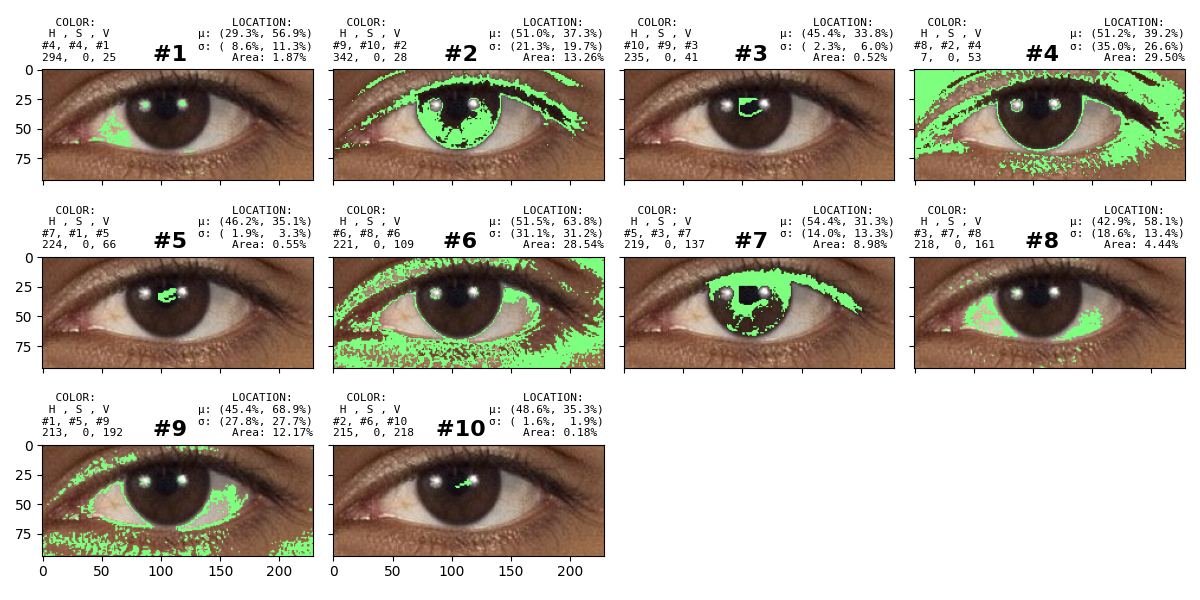 COLOR: LOCATION:
H , S , V μ: (29.3%, 56.9%)
#4, #4, #1 σ: ( 8.6%, 11.3%)
294, 0, 25 #1 Area: 1.87%
COLOR: LOCATION:
H , S , V μ: (51.0%, 37.3%)
#9, #10, #2 σ: (21.3%, 19.7%)
342, 0, 28 #2 Area: 13.26%
COLOR: LOCATION:
H , S , V μ: (45.4%, 33.8%)
#10, #9, #3 σ: ( 2.3%, 6.0%)
235, 0, 41 #3 Area: 0.52%
COLOR: LOCATION:
H , S , V μ: (51.2%, 39.2%)
#8, #2, #4 σ: (35.0%, 26.6%)
7, 0, 53 #4 Area: 29.50%
0
25
50
75
COLOR: LOCATION:
H , S , V μ: (46.2%, 35.1%)
#7, #1, #5 σ: ( 1.9%, 3.3%)
224, 0, 66 #5 Area: 0.55%
COLOR: LOCATION:
H , S , V μ: (51.5%, 63.8%)
#6, #8, #6 σ: (31.1%, 31.2%)
221, 0, 109 #6 Area: 28.54%
COLOR: LOCATION:
H , S , V μ: (54.4%, 31.3%)
#5, #3, #7 σ: (14.0%, 13.3%)
219, 0, 137 #7 Area: 8.98%
COLOR: LOCATION:
H , S , V μ: (42.9%, 58.1%)
#3, #7, #8 σ: (18.6%, 13.4%)
218, 0, 161 #8 Area: 4.44%
0
25
50
75
COLOR: LOCATION:
H , S , V μ: (45.4%, 68.9%)
#1, #5, #9 σ: (27.8%, 27.7%)
213, 0, 192 #9 Area: 12.17%
COLOR: LOCATION:
H , S , V μ: (48.6%, 35.3%)
#2, #6, #10 σ: ( 1.6%, 1.9%)
215, 0, 218 #10 Area: 0.18%
0
25
50
75
0 50 100 150 200
0 50 100 150 200